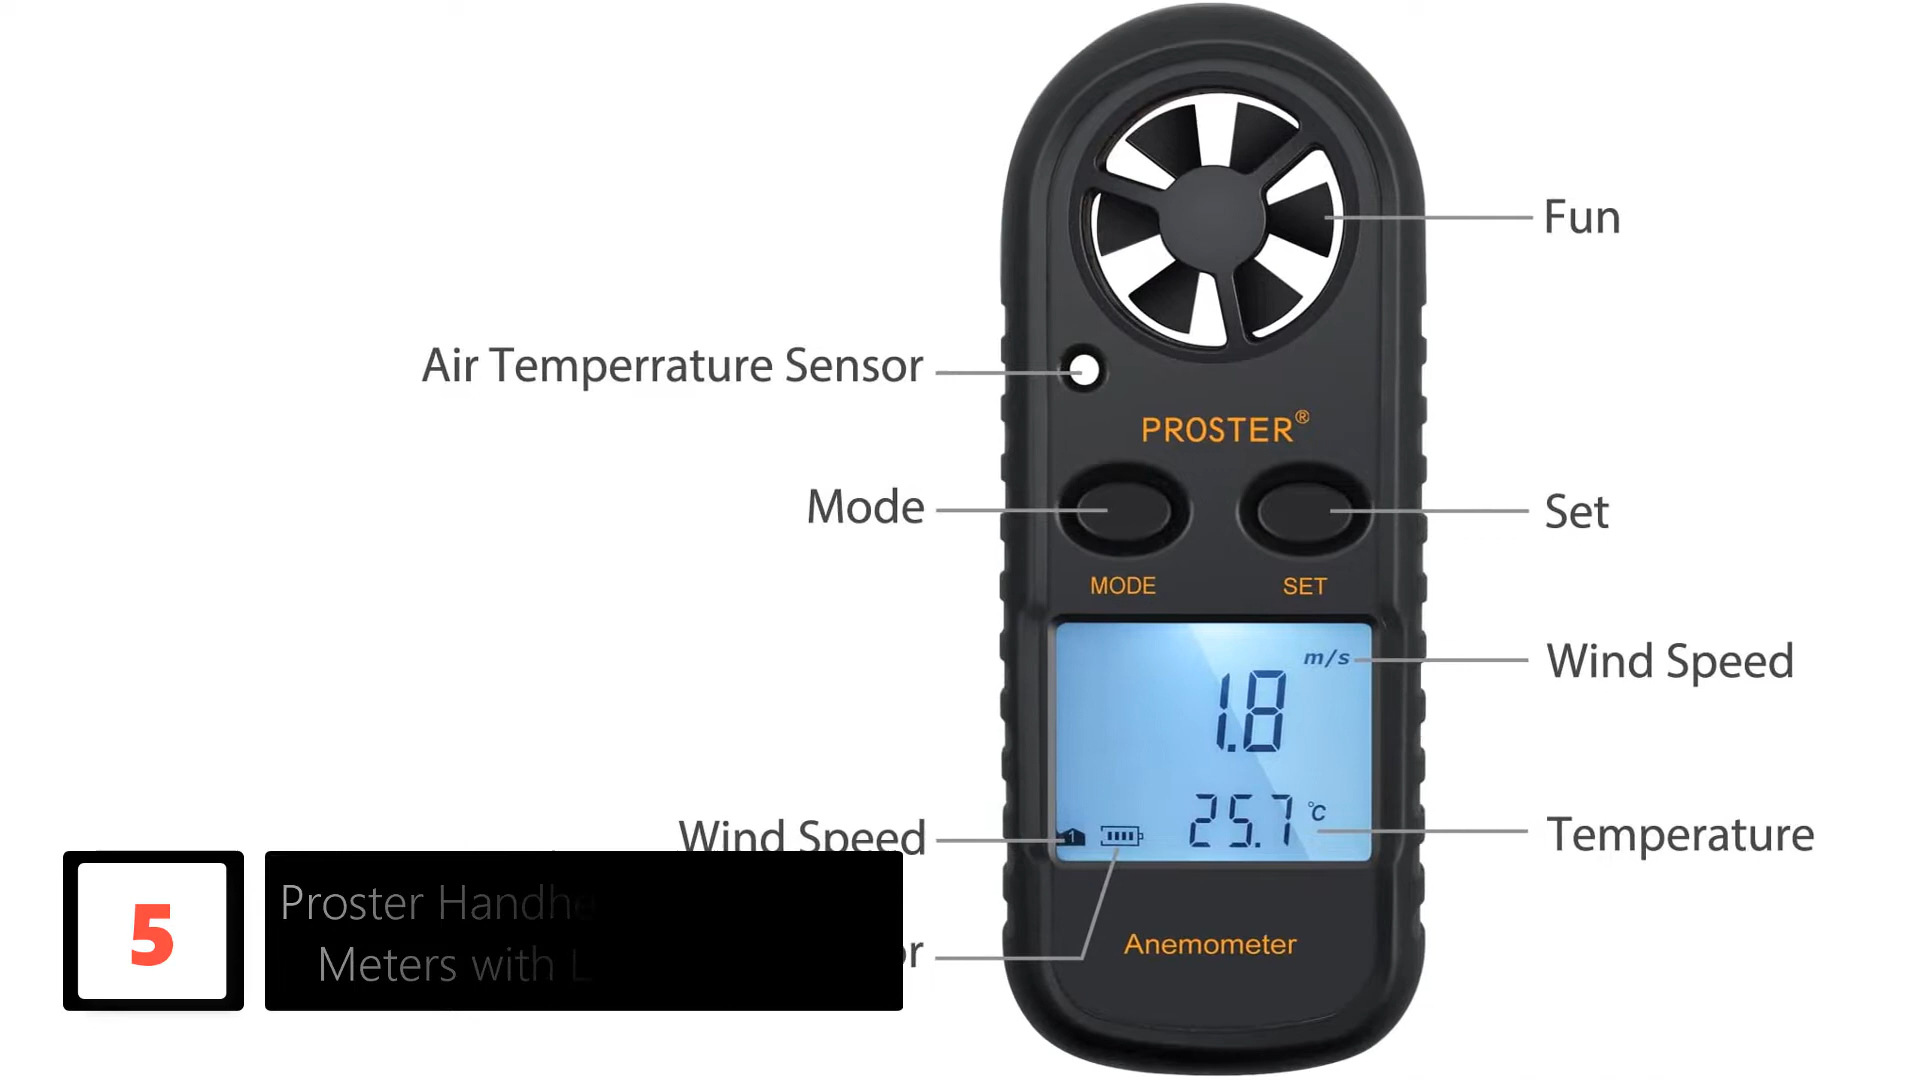 Fun
Air Temperrature Sensor
PROSTER®
Mode
Set
MODE
SET
m/s
Wind Speed
1.8
25.7 °C
Temperature
1
Wind Speed
5
Proster
Meters with
Anemometer